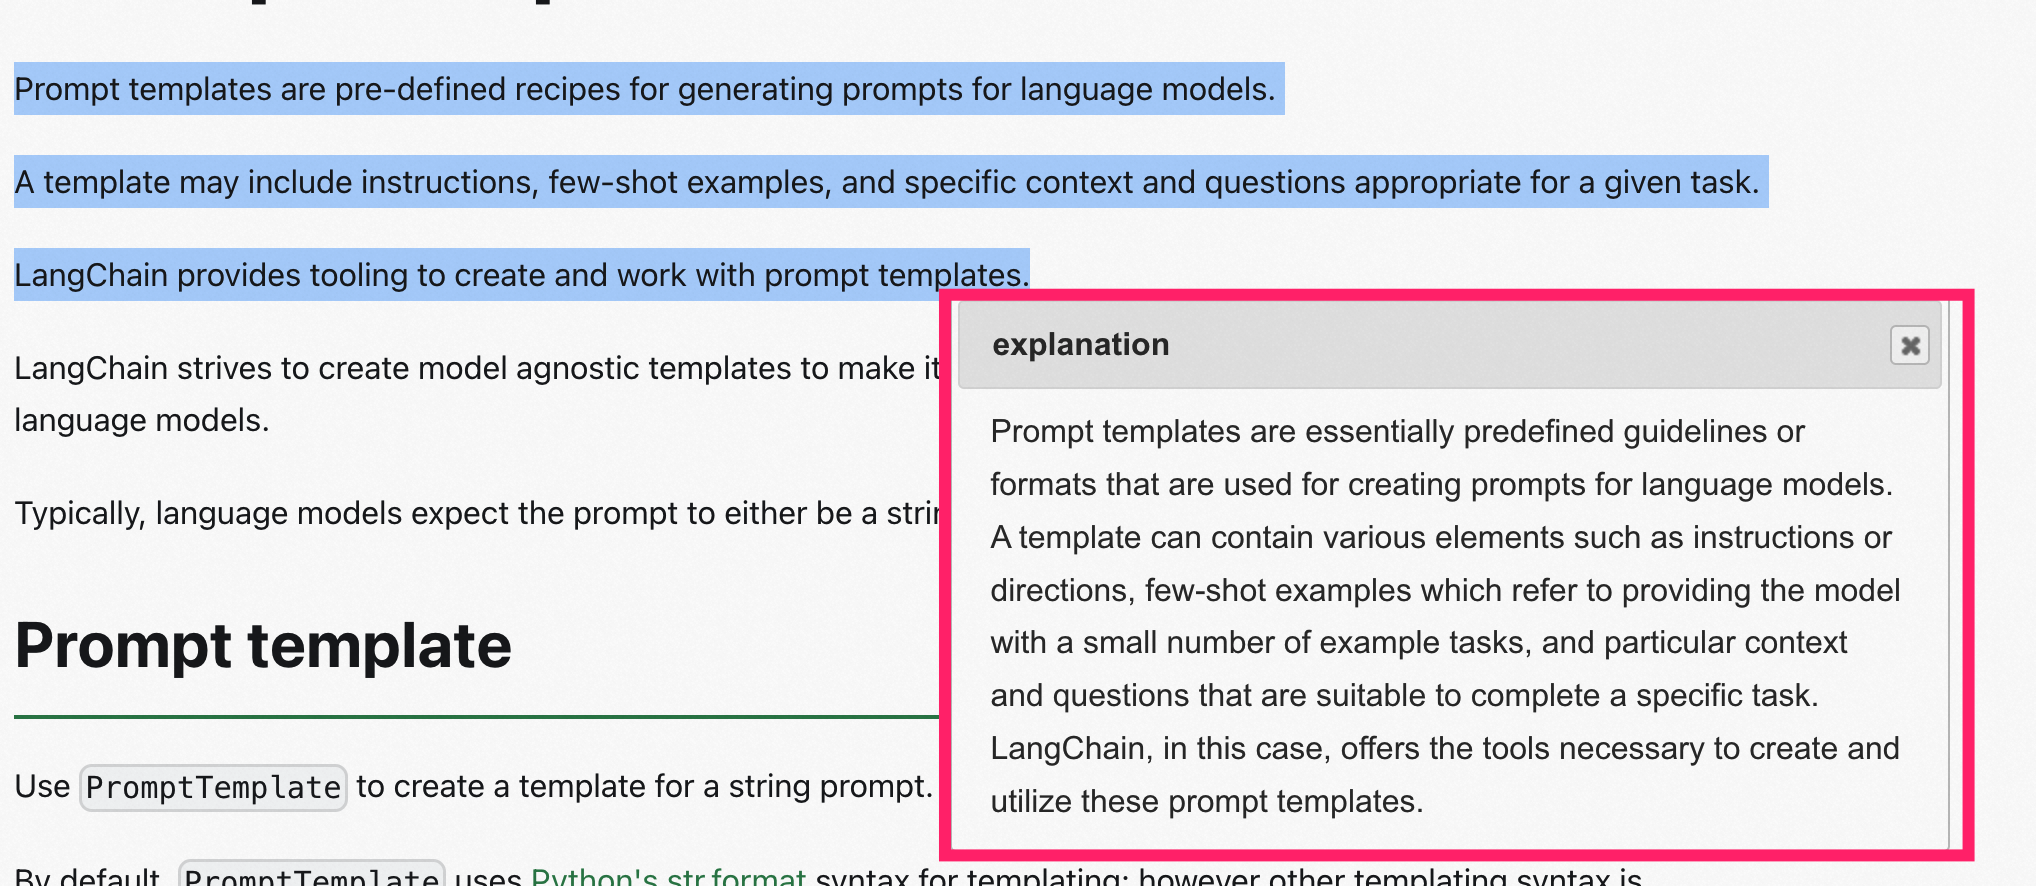 Prompt templates are pre-defined recipes for generating prompts for language models.
A template may include instructions, few-shot examples, and specific context and questions appropriate for a given task.
LangChain provides tooling to create and work with prompt templates.
LangChain strives to create model agnostic templates to make it
language models.
Typically, language models expect the prompt to either be a strin
Prompt template
Use PromptTemplate to create a template for a string prompt.
By default, PromptTemplate uses Python's str.format syntax for templating; however other templating syntax is
explanation
Prompt templates are essentially predefined guidelines or
formats that are used for creating prompts for language models.
A template can contain various elements such as instructions or
directions, few-shot examples which refer to providing the model
with a small number of example tasks, and particular context
and questions that are suitable to complete a specific task.
LangChain, in this case, offers the tools necessary to create and
utilize these prompt templates.